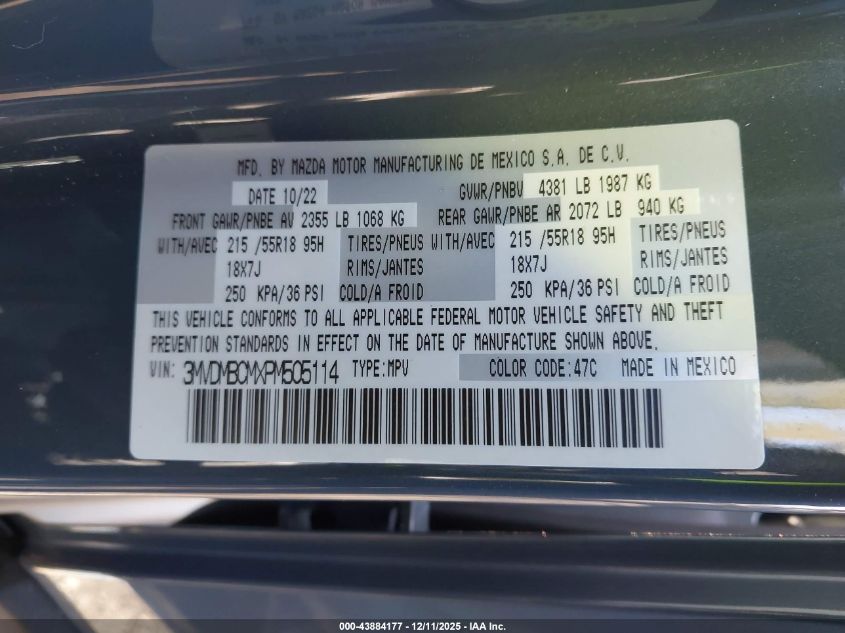 MFD. BY MAZDA MOTOR MANUFACTURING DE MEXICO S.A. DE C.V.
DATE 10/22 GVWR/PNBV 4381 LB 1987 KG
FRONT GAWR/PNBE AV 2355 LB 1068 KG REAR GAWR/PNBE AR 2072 LB 940 KG
WITH/AVEC 215 /55R18 95H TIRES/PNEUS WITH/AVEC 215 /55R18 95H TIRES/PNEUS
18X7J RIMS/JANTES 18X7J RIMS/JANTES
250 KPA/36 PSI COLD/A FROID 250 KPA/36 PSI COLD/A FROID
THIS VEHICLE CONFORMS TO ALL APPLICABLE FEDERAL MOTOR VEHICLE SAFETY AND THEFT
PREVENTION STANDARDS IN EFFECT ON THE DATE OF MANUFACTURE SHOWN ABOVE.
VIN: 3MVDMBCMXPM505114 TYPE:MPV COLOR CODE:47C MADE IN MEXICO
000-43884177 - 12/11/2025 - IAA Inc.